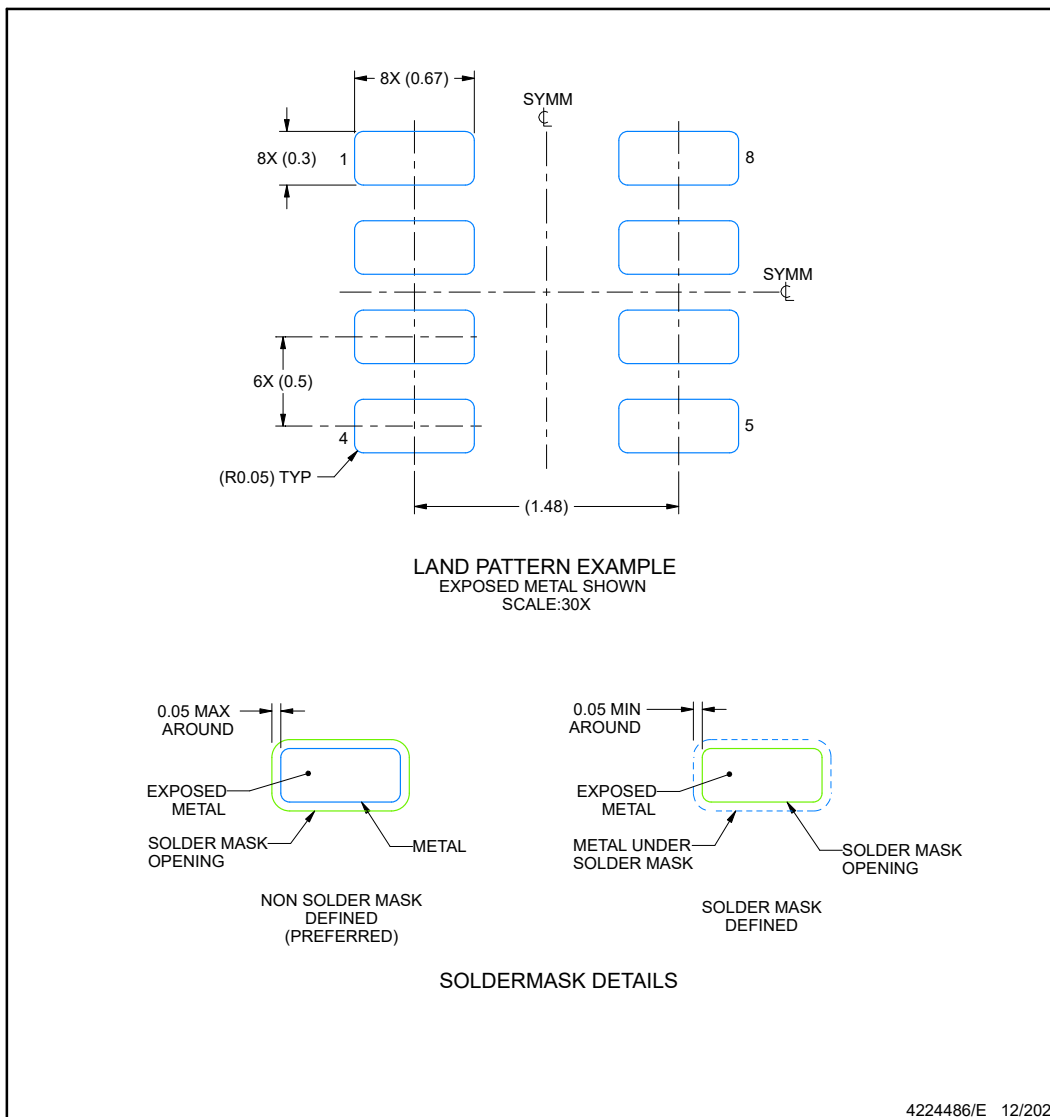 8X (0.67)
SYMM
8X (0.3)
1
8
SYMM
6X (0.5)
4
5
(R0.05) TYP
(1.48)
LAND PATTERN EXAMPLE
EXPOSED METAL SHOWN
SCALE:30X
0.05 MAX
AROUND
EXPOSED
METAL
SOLDER MASK
OPENING
METAL
NON SOLDER MASK
DEFINED
(PREFERRED)
0.05 MIN
AROUND
EXPOSED
METAL
METAL UNDER
SOLDER MASK
SOLDER MASK
OPENING
SOLDER MASK
DEFINED
SOLDERMASK DETAILS
4224486/E 12/202